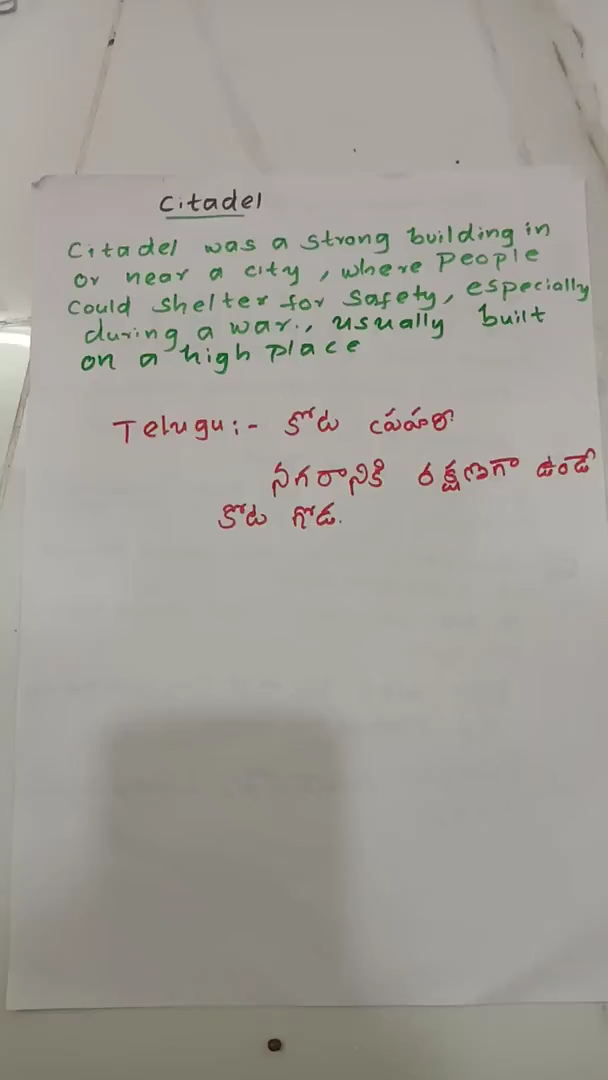 Citadel
Citadel was a strong building in
or near a city, where people
could shelter for safety, especially
during a war., usually built
on a high place
Telugu:- కోట
నగరానికి రక్షణగా ఉండే
కోట గోడ.